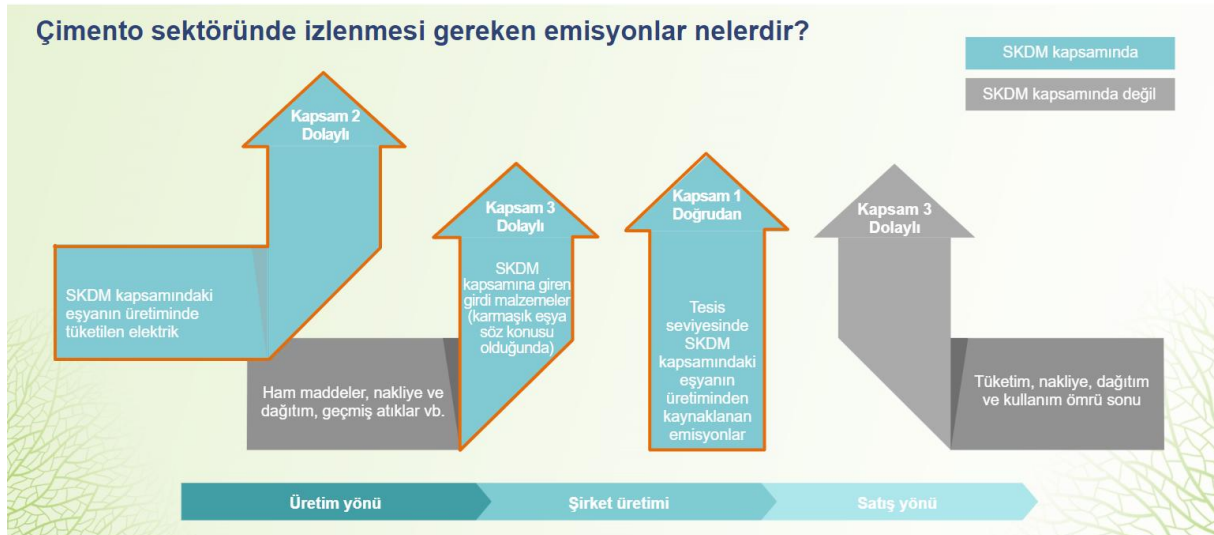 Çimento sektöründe izlenmesi gereken emisyonlar nelerdir?
SKDM kapsamında
SKDM kapsamında değil
Kapsam 2
Dolaylı
SKDM kapsamındaki
eşyanın üretiminde
tüketilen elektrik
Ham maddeler, nakliye ve
dağıtım, geçmiş atıklar vb.
Kapsam 3
Dolaylı
SKDM
kapsamına giren
girdi malzemeler
(karmaşık eşya
söz konusu
olduğunda)
Kapsam 1
Doğrudan
Tesis
seviyesinde
SKDM
kapsamındaki
eşyanın
üretiminden
kaynaklanan
emisyonlar
Kapsam 3
Dolaylı
Tüketim, nakliye, dağıtım
ve kullanım ömrü sonu
Üretim yönü
Şirket üretimi
Satış yönü